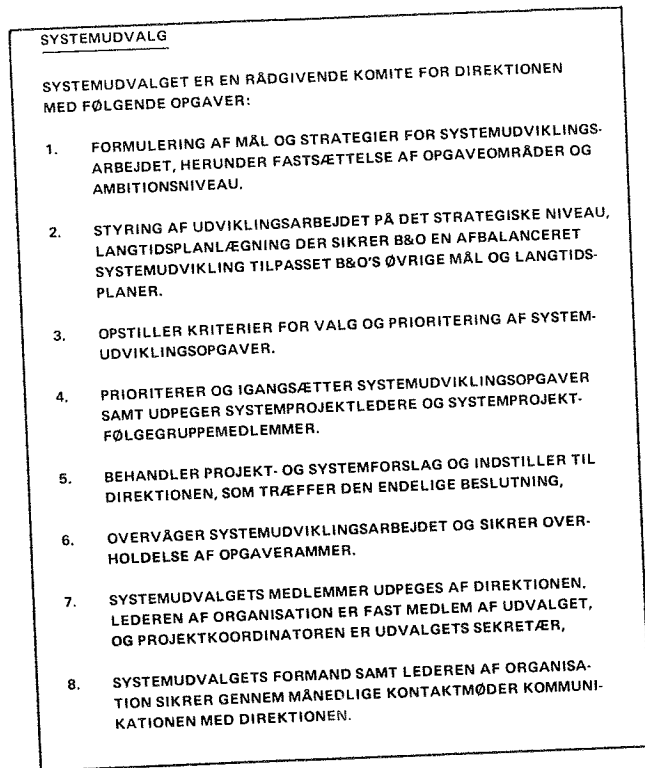 SYSTEMUDVALG
SYSTEMUDVALGET ER EN RÅDGIVENDE KOMITE FOR DIREKTIONEN
MED FØLGENDE OPGAVER:
1. FORMULERING AF MÅL OG STRATEGIER FOR SYSTEMUDVIKLINGS-
ARBEJDET, HERUNDER FASTSÆTTELSE AF OPGAVEOMRÅDER OG
AMBITIONSNIVEAU.
2. STYRING AF UDVIKLINGSARBEJDET PÅ DET STRATEGISKE NIVEAU,
LANGTIDSPLANLÆGNING DER SIKRER B&O EN AFBALANCERET
SYSTEMUDVIKLING TILPASSET B&O'S ØVRIGE MÅL OG LANGTIDS-
PLANER.
3. OPSTILLER KRITERIER FOR VALG OG PRIORITERING AF SYSTEM-
UDVIKLINGSOPGAVER.
4. PRIORITERER OG IGANGSÆTTER SYSTEMUDVIKLINGSOPGAVER
SAMT UDPEGER SYSTEMPROJEKTLEDERE OG SYSTEMPROJEKT-
FØLGEGRUPPEMEDLEMMER.
5. BEHANDLER PROJEKT- OG SYSTEMFORSLAG OG INDSTILLER TIL
DIREKTIONEN, SOM TRÆFFER DEN ENDELIGE BESLUTNING,
6. OVERVÅGER SYSTEMUDVIKLINGSARBEJDET OG SIKRER OVER-
HOLDELSE AF OPGAVERAMMER.
7. SYSTEMUDVALGETS MEDLEMMER UDPEGES AF DIREKTIONEN.
LEDEREN AF ORGANISATION ER FAST MEDLEM AF UDVALGET,
OG PROJEKTKOORDINATOREN ER UDVALGETS SEKRETÆR,
8. SYSTEMUDVALGETS FORMAND SAMT LEDEREN AF ORGANISA-
TION SIKRER GENNEM MÅNEDLIGE KONTAKTMØDER KOMMUNI-
KATIONEN MED DIREKTIONEN.